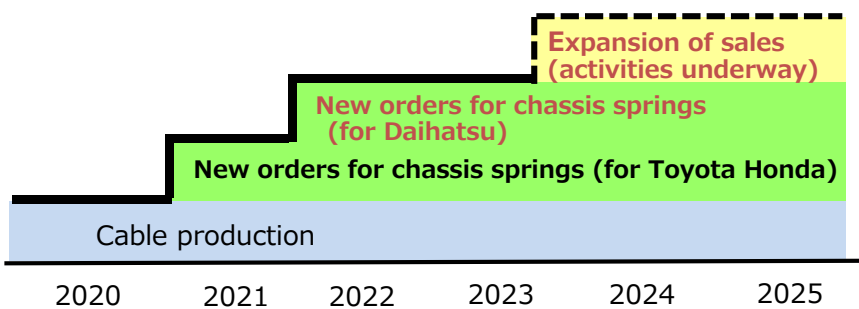 Expansion of sales
(activities underway)
New orders for chassis springs
(for Daihatsu)
New orders for chassis springs (for Toyota Honda)
Cable production
2020 2021 2022 2023 2024 2025